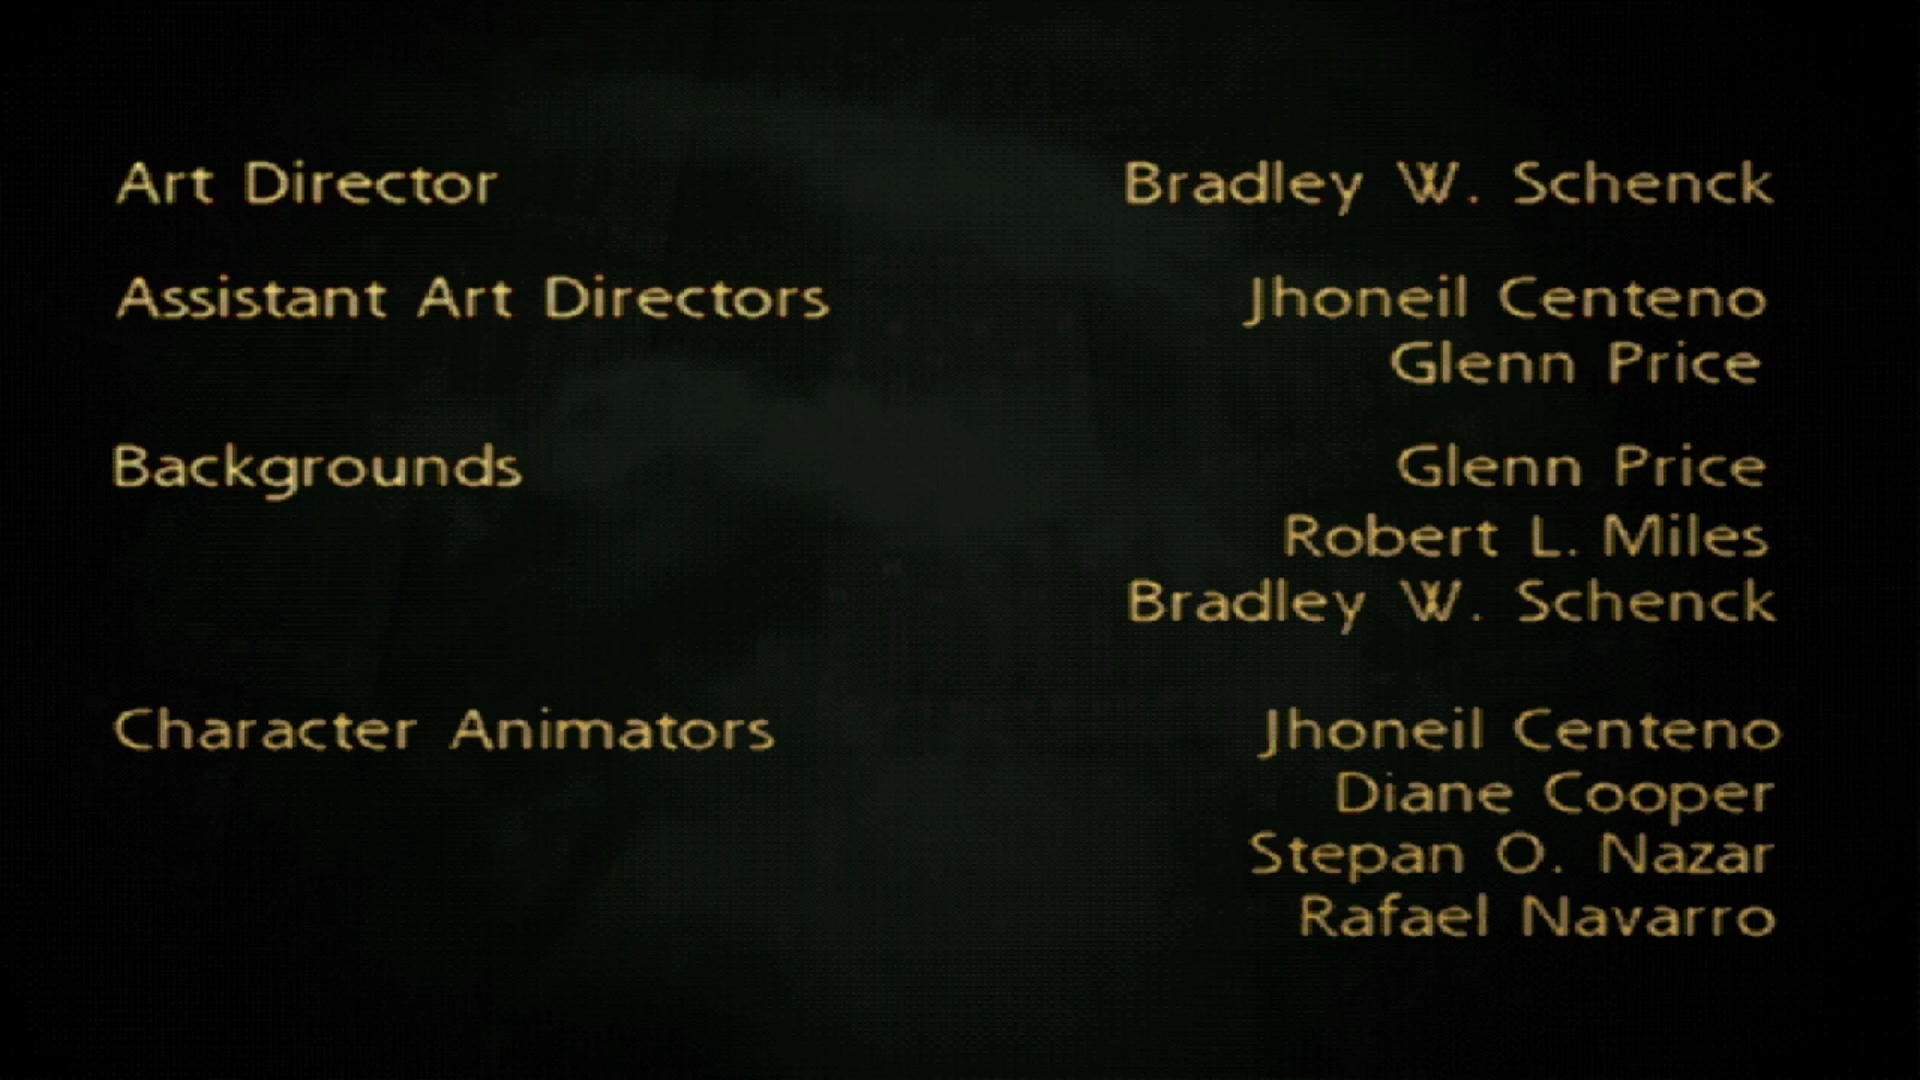 Art Director Bradley W. Schenck
Assistant Art Directors Jhoneil Centeno
Glenn Price
Backgrounds Glenn Price
Robert L. Miles
Bradley W. Schenck
Character Animators Jhoneil Centeno
Diane Cooper
Stepan O. Nazar
Rafael Navarro